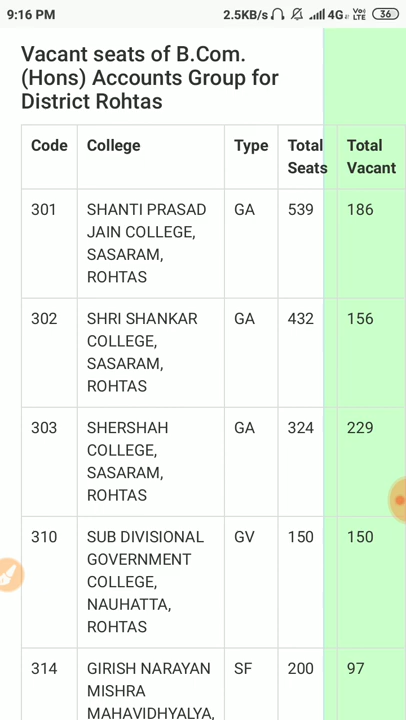 9:16 PM 2.5KB/s 4G Vo) LTE 36
Vacant seats of B.Com.
(Hons) Accounts Group for
District Rohtas
Code College Type Total Seats Total Vacant
301 SHANTI PRASAD GA 539 186
JAIN COLLEGE,
SASARAM,
ROHTAS
302 SHRI SHANKAR GA 432 156
COLLEGE,
SASARAM,
ROHTAS
303 SHERSHAH GA 324 229
COLLEGE,
SASARAM,
ROHTAS
310 SUB DIVISIONAL GV 150 150
GOVERNMENT
COLLEGE,
NAUHATTA,
ROHTAS
314 GIRISH NARAYAN SF 200 97
MISHRA
MAHAVIDHYALYA,